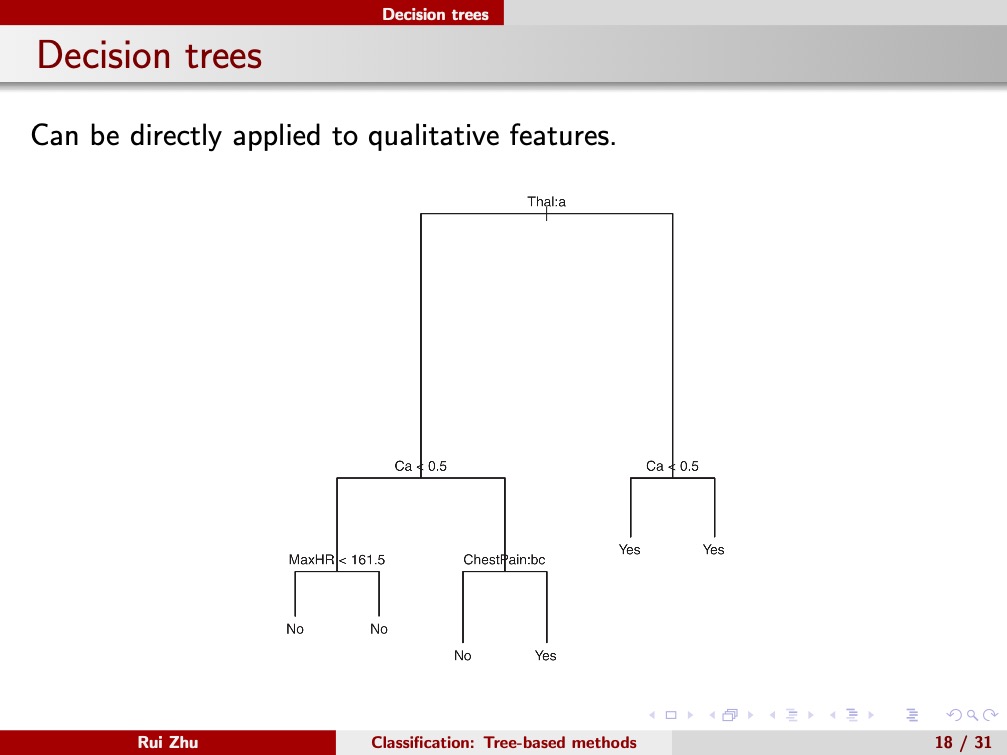 Decision trees
Decision trees
Can be directly applied to qualitative features.
Thal:a
Ca < 0.5
Ca < 0.5
MaxHR < 161.5
ChestPain:bc
Yes
Yes
No
No
No
Yes
Rui Zhu
Classification: Tree-based methods
18 / 31